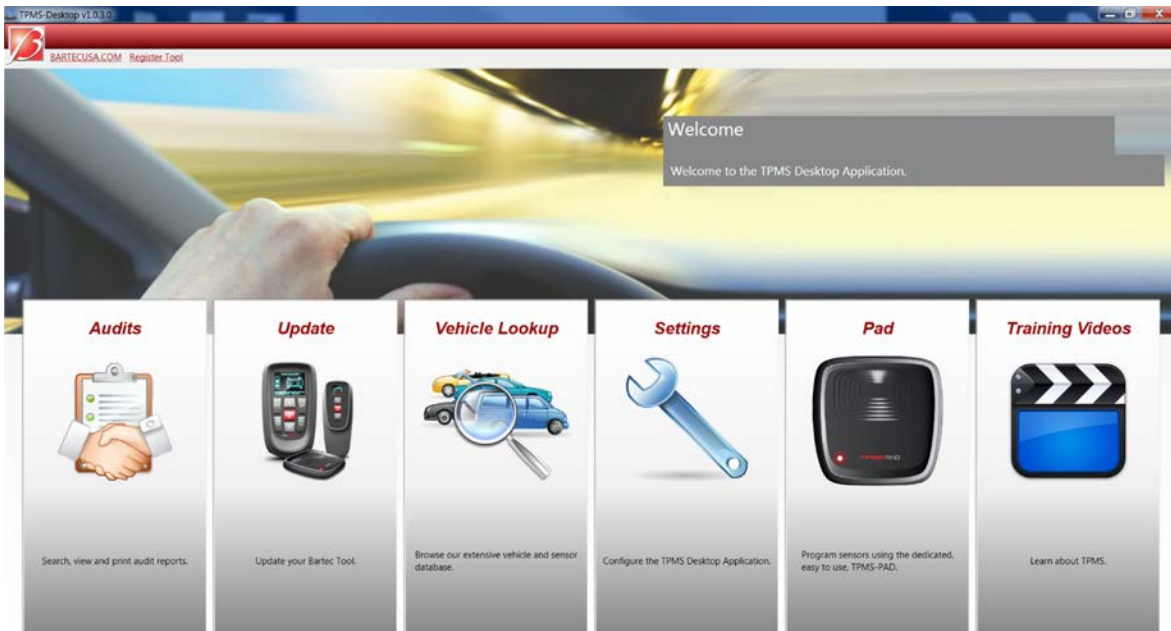 TPMS-Desktop v1.0.3.0
BARTECUSA.COM Register Tool
Welcome
Welcome to the TPMS Desktop Application.
Audits
Search, view and print audit reports.
Update
Update your Bartec Tool.
Vehicle Lookup
Browse our extensive vehicle and sensor
database.
Settings
Configure the TPMS Desktop Application.
Pad
TPMS PAD
Program sensors using the dedicated,
easy to use, TPMS-PAD.
Training Videos
Learn about TPMS.